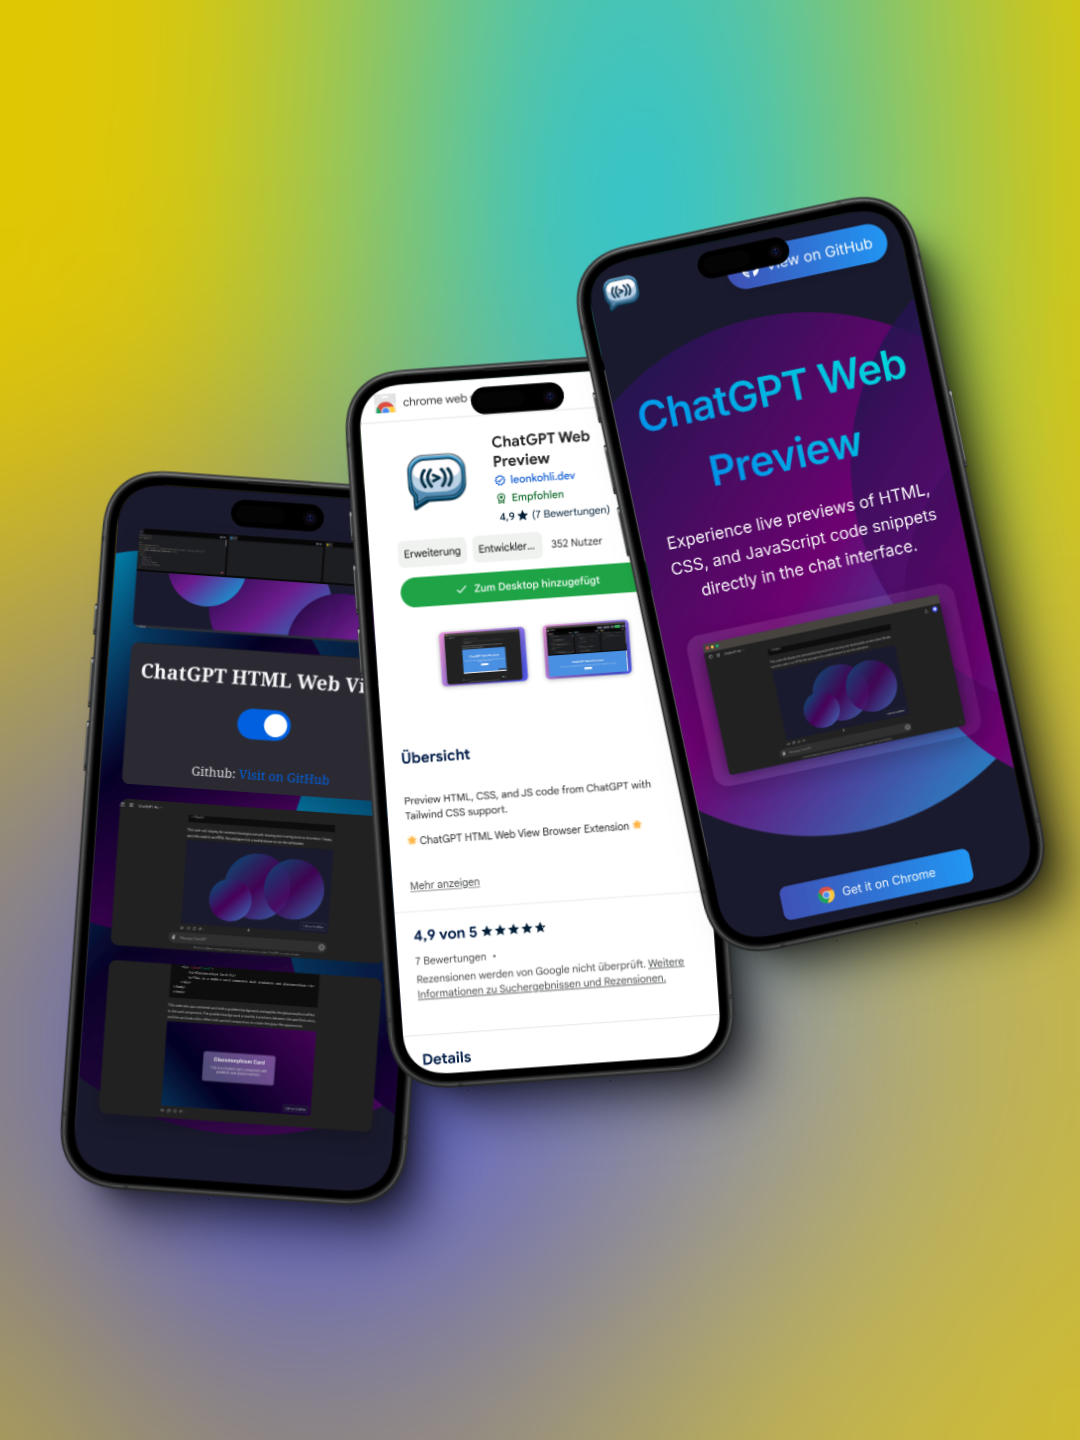 ChatGPT HTML Web Vi
Github: Visit on GitHub
Glassmorphism Card
chrome web
ChatGPT Web
Preview
leonkohli.dev
Empfohlen
4,9 ★ (7 Bewertungen)
Erweiterung
Entwickler...
352 Nutzer
Zum Desktop hinzugefügt
Übersicht
Preview HTML, CSS, and JS code from ChatGPT with
Tailwind CSS support.
🌟 ChatGPT HTML Web View Browser Extension 🌟
Mehr anzeigen
4,9 von 5
7 Bewertungen •
Rezensionen werden von Google nicht überprüft. Weitere
Informationen zu Suchergebnissen und Rezensionen.
Details
View on GitHub
ChatGPT Web
Preview
Experience live previews of HTML,
CSS, and JavaScript code snippets
directly in the chat interface.
Get it on Chrome